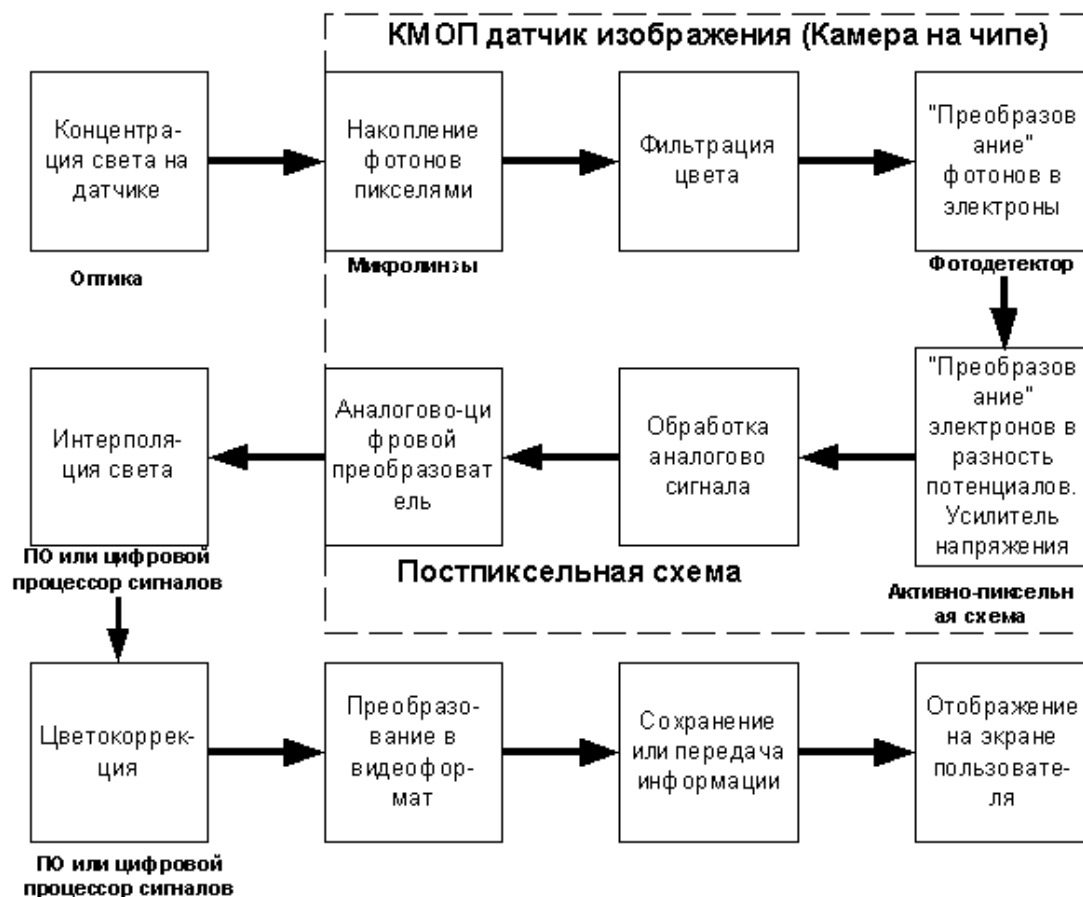 КМОП датчик изображения (Камера на чипе)
Концентра-
ция света на
датчике
Оптика
Накопление
фотонов
пикселями
Микролинзы
Фильтрация
цвета
"Преобразов
ание"
фотонов в
электроны
Фотодетектор
"Преобразов
ание"
электронов в
разность
потенциалов.
Усилитель
напряжения
Активно-пиксельн
ая схема
Обработка
аналогово
сигнала
Аналогово-ци
фровой
преобразоват
ель
Постпиксельная схема
Интерполя-
ция света
ПО или цифровой
процессор сигналов
Цветокоррек-
ция
ПО или цифровой
процессор сигналов
Преобразо-
вание в
видеофор-
мат
Сохранение
или передача
информации
Отображение
на экране
пользовате-
ля